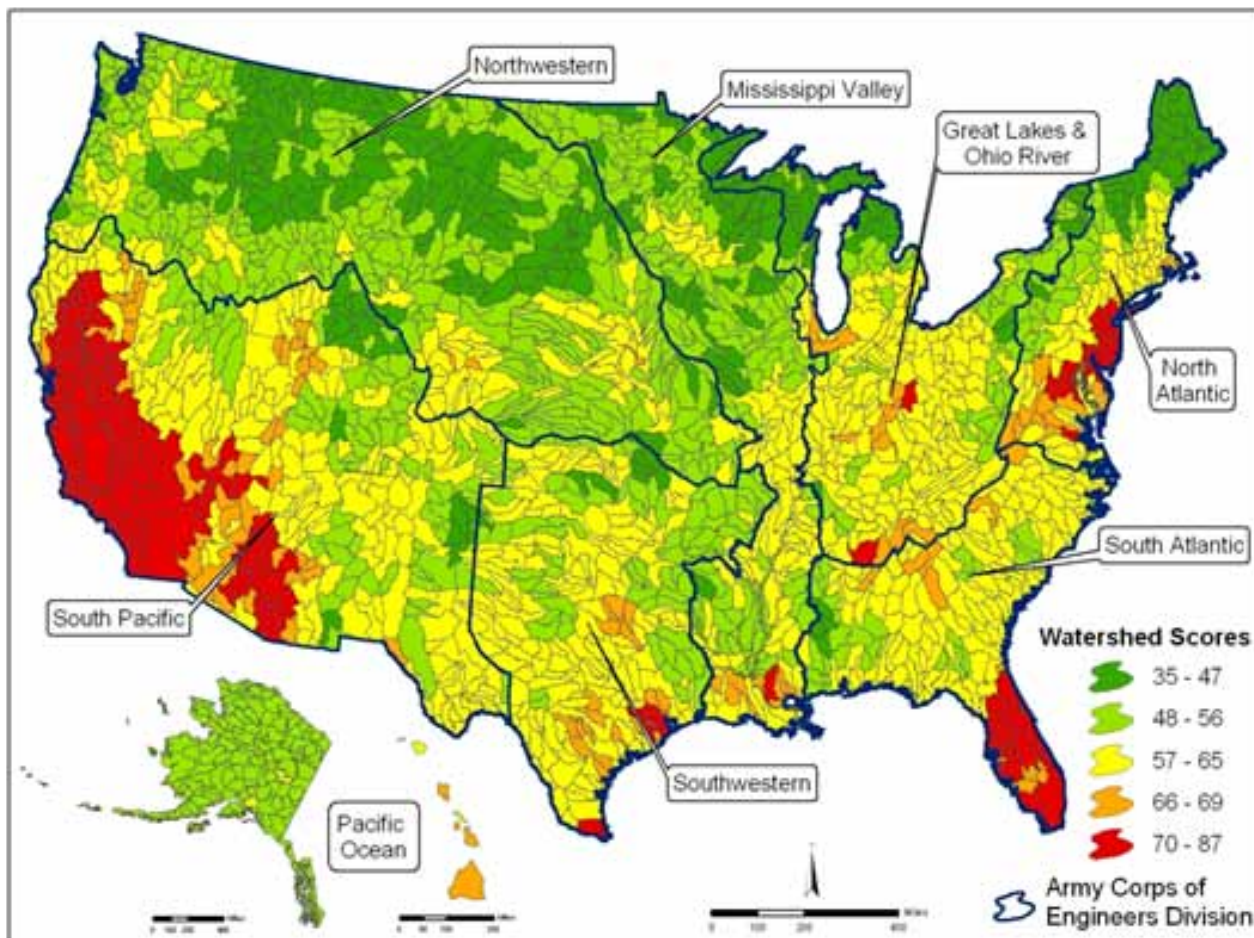 Northwestern
Mississippi Valley
Great Lakes &
Ohio River
North
Atlantic
South Atlantic
South Pacific
Southwestern
Pacific
Ocean
Watershed Scores
35 - 47
48 - 56
57 - 65
66 - 69
70 - 87
Army Corps of
Engineers Division